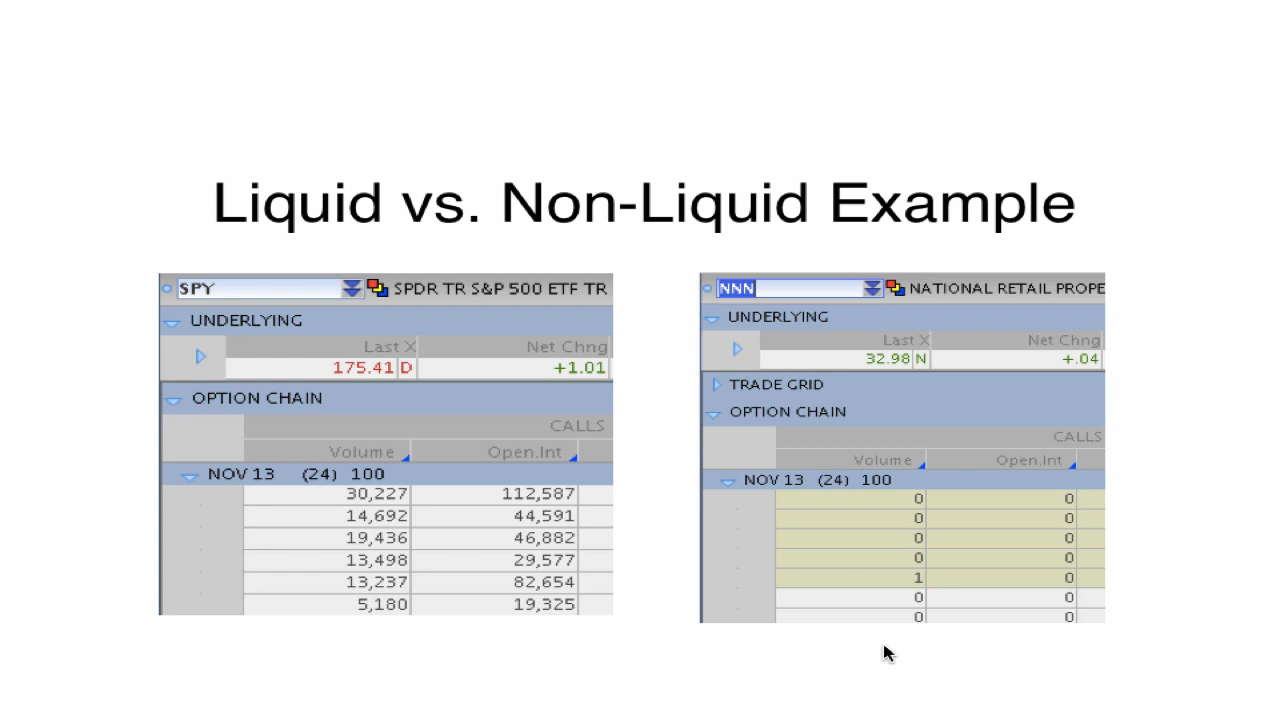 Liquid vs. Non-Liquid Example
SPY SPDR TR S&P 500 ETF TR
UNDERLYING
Last X Net Chng
175.41 D +1.01
OPTION CHAIN
CALLS
Volume Open.Int
NOV 13 (24) 100
30,227 112,587
14,692 44,591
19,436 46,882
13,498 29,577
13,237 82,654
5,180 19,325
NNN NATIONAL RETAIL PROPE
UNDERLYING
Last X Net Chng
32.98 N +.04
TRADE GRID
OPTION CHAIN
CALLS
Volume Open.Int
NOV 13 (24) 100
0 0
0 0
0 0
0 0
1 0
0 0
0 0